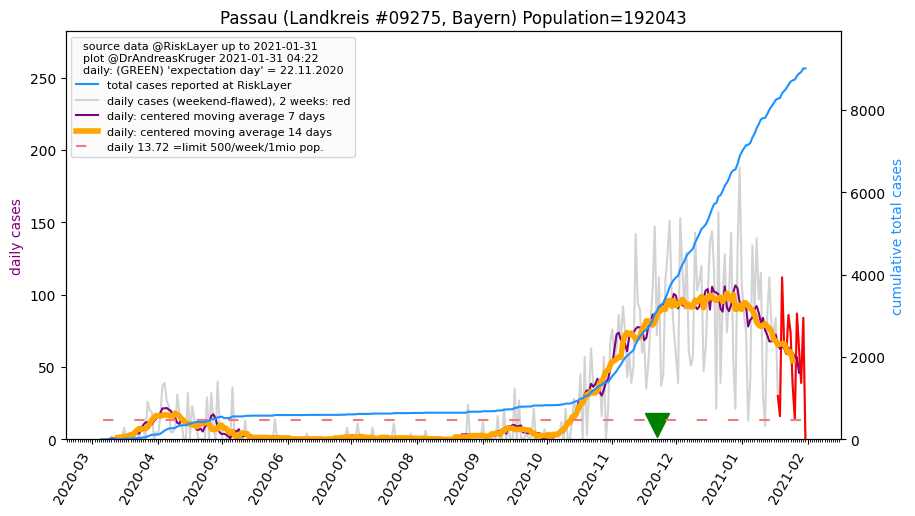 Passau (Landkreis #09275, Bayern) Population=192043
source data @RiskLayer up to 2021-01-31
plot @DrAndreasKruger 2021-01-31 04:22
daily: (GREEN) 'expectation day' = 22.11.2020
total cases reported at RiskLayer
daily cases (weekend-flawed), 2 weeks: red
daily: centered moving average 7 days
daily: centered moving average 14 days
daily 13.72 =limit 500/week/1mio pop.
daily cases
250
200
150
100
50
0
cumulative total cases
8000
6000
4000
2000
0
2020-03
2020-04
2020-05
2020-06
2020-07
2020-08
2020-09
2020-10
2020-11
2020-12
2021-01
2021-02